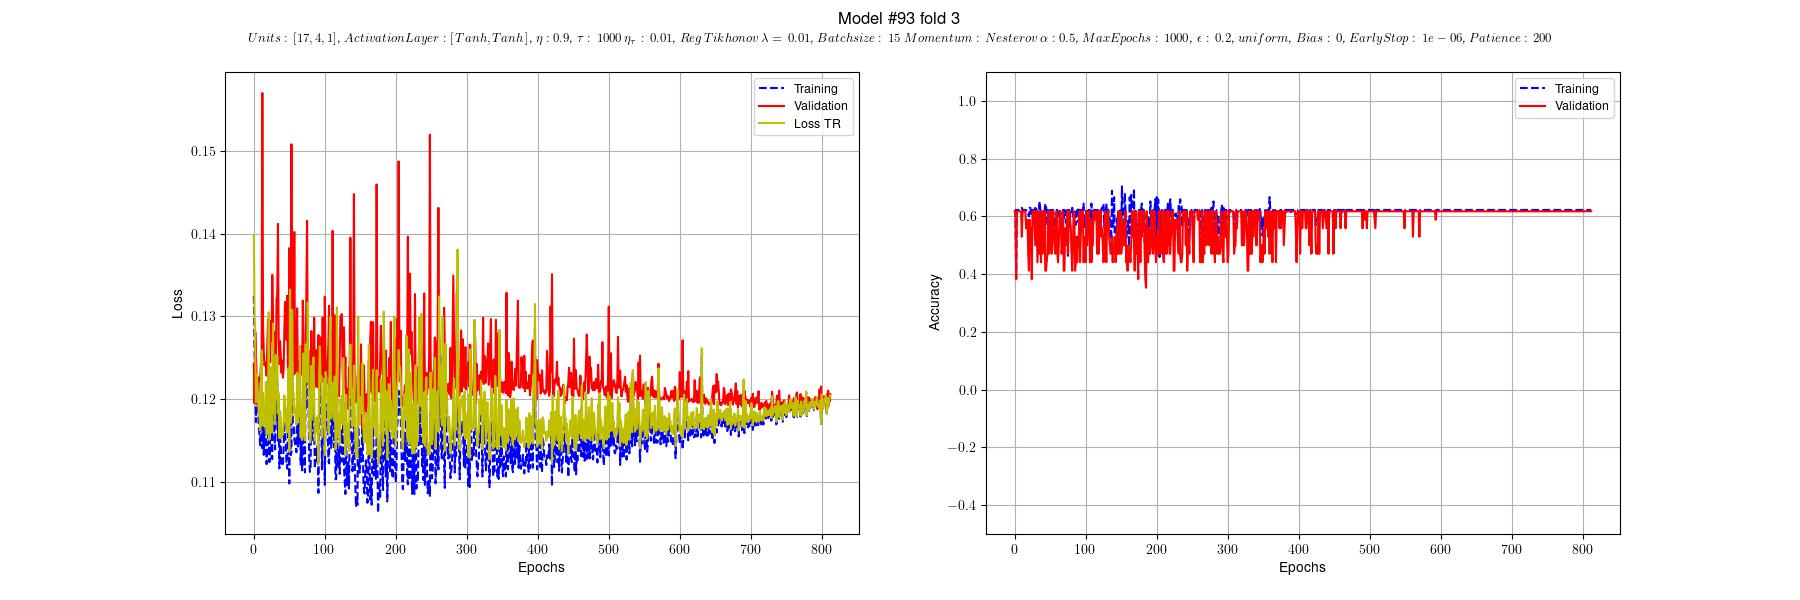 Model #93 fold 3
Units : [17, 4, 1], ActivationLayer : [Tanh, Tanh], η : 0.9, τ : 1000 ητ : 0.01, Reg Tikhonov λ = 0.01, Batchsize : 15 Momentum : Nesterov α : 0.5, MaxEpochs : 1000, ϵ : 0.2, uniform, Bias : 0, EarlyStop : 1e − 06, Patience : 200
Training
Validation
Loss TR
0.15
0.14
0.13
0.12
0.11
Loss
0 100 200 300 400 500 600 700 800
Epochs
Training
Validation
1.0
0.8
0.6
0.4
0.2
0.0
−0.2
−0.4
Accuracy
0 100 200 300 400 500 600 700 800
Epochs